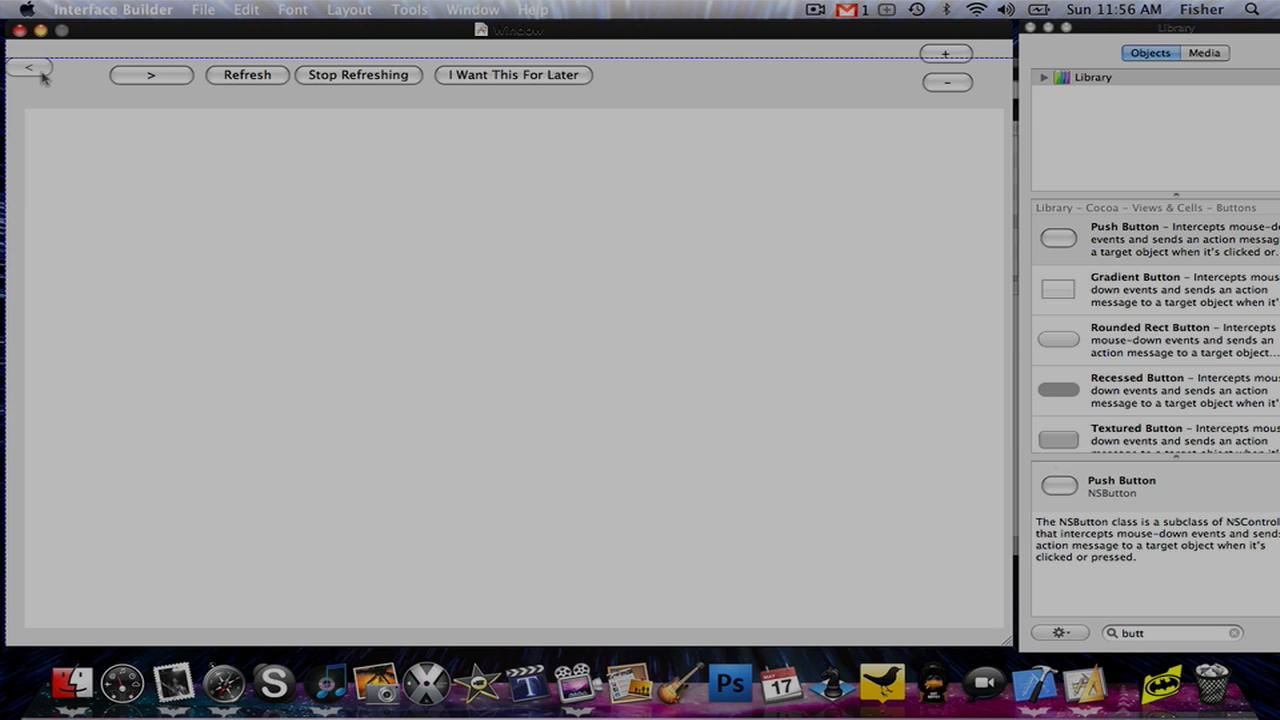 Interface Builder File Edit Font Layout Tools Window Help 1 Sun 11:56 AM Fisher
Window
Library
Objects Media
Library
< > Refresh Stop Refreshing I Want This For Later + -
Library - Cocoa - Views & Cells - Buttons
Push Button - Intercepts mouse-d
events and sends an action messag
a target object when it's clicked or.
Gradient Button - Intercepts mous
down events and sends an action
message to a target object when it'
Rounded Rect Button - Intercepts
mouse-down events and sends an
action message to a target object...
Recessed Button - Intercepts mou
down events and sends an action
message to a target object when it'
Textured Button - Intercepts mous
down events and sends an action
Push Button
NSButton
The NSButton class is a subclass of NSContro
that intercepts mouse-down events and send
action message to a target object when it's
clicked or pressed.
butt
S
X
T
Ps
MAY
17